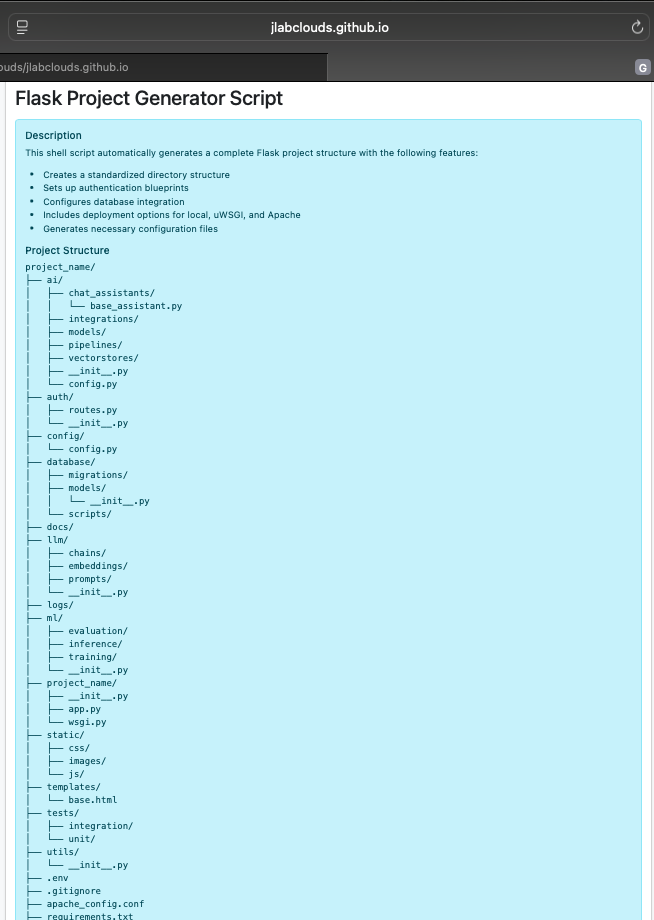 jlabclouds.github.io
ouds/jlabclouds.github.io
G
Flask Project Generator Script
Description
This shell script automatically generates a complete Flask project structure with the following features:
• Creates a standardized directory structure
• Sets up authentication blueprints
• Configures database integration
• Includes deployment options for local, uWSGI, and Apache
• Generates necessary configuration files
Project Structure
project_name/
├── ai/
│   ├── chat_assistants/
│   │   └── base_assistant.py
│   ├── integrations/
│   ├── models/
│   ├── pipelines/
│   ├── vectorstores/
│   ├── __init__.py
│   └── config.py
├── auth/
│   ├── routes.py
│   └── __init__.py
├── config/
│   └── config.py
├── database/
│   ├── migrations/
│   ├── models/
│   │   └── __init__.py
│   └── scripts/
├── docs/
├── llm/
│   ├── chains/
│   ├── embeddings/
│   ├── prompts/
│   └── __init__.py
├── logs/
├── ml/
│   ├── evaluation/
│   ├── inference/
│   ├── training/
│   └── __init__.py
├── project_name/
│   ├── __init__.py
│   ├── app.py
│   └── wsgi.py
├── static/
│   ├── css/
│   ├── images/
│   └── js/
├── templates/
│   └── base.html
├── tests/
│   ├── integration/
│   └── unit/
├── utils/
│   └── __init__.py
├── .env
├── .gitignore
├── apache_config.conf
├── requirements.txt